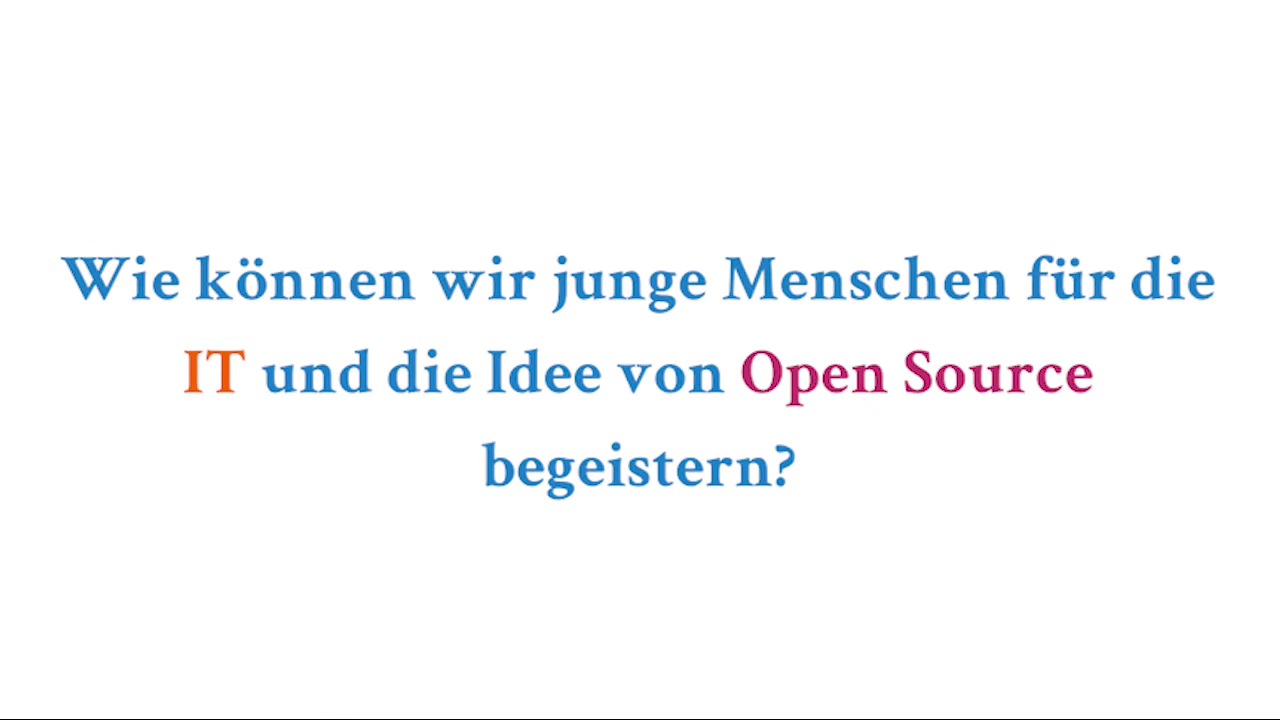 Wie können wir junge Menschen für die
IT und die Idee von Open Source
begeistern?